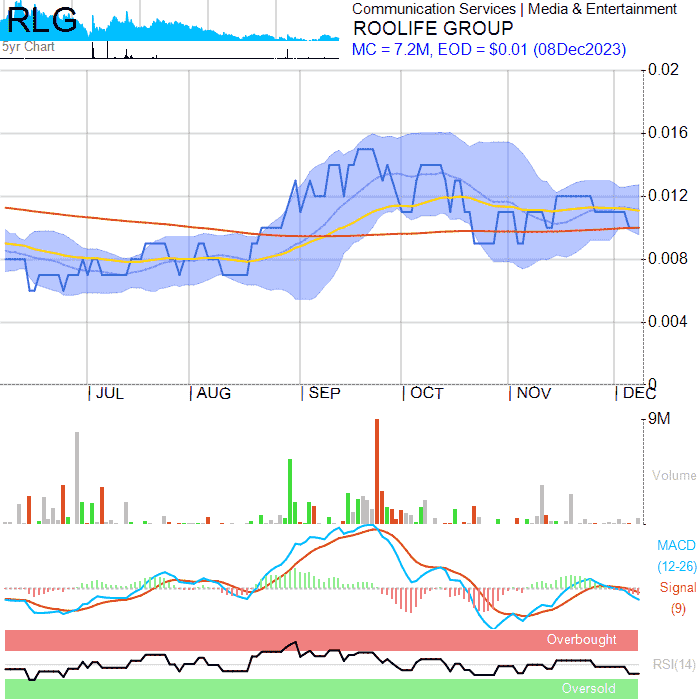 RLG
5yr Chart
Communication Services | Media & Entertainment
ROOLIFE GROUP
MC = 7.2M, EOD = $0.01 (08Dec2023)
0.02
0.016
0.012
0.008
0.004
0
JUL AUG SEP OCT NOV DEC
9M
Volume
MACD
(12-26)
Signal
(9)
Overbought
RSI(14)
Oversold